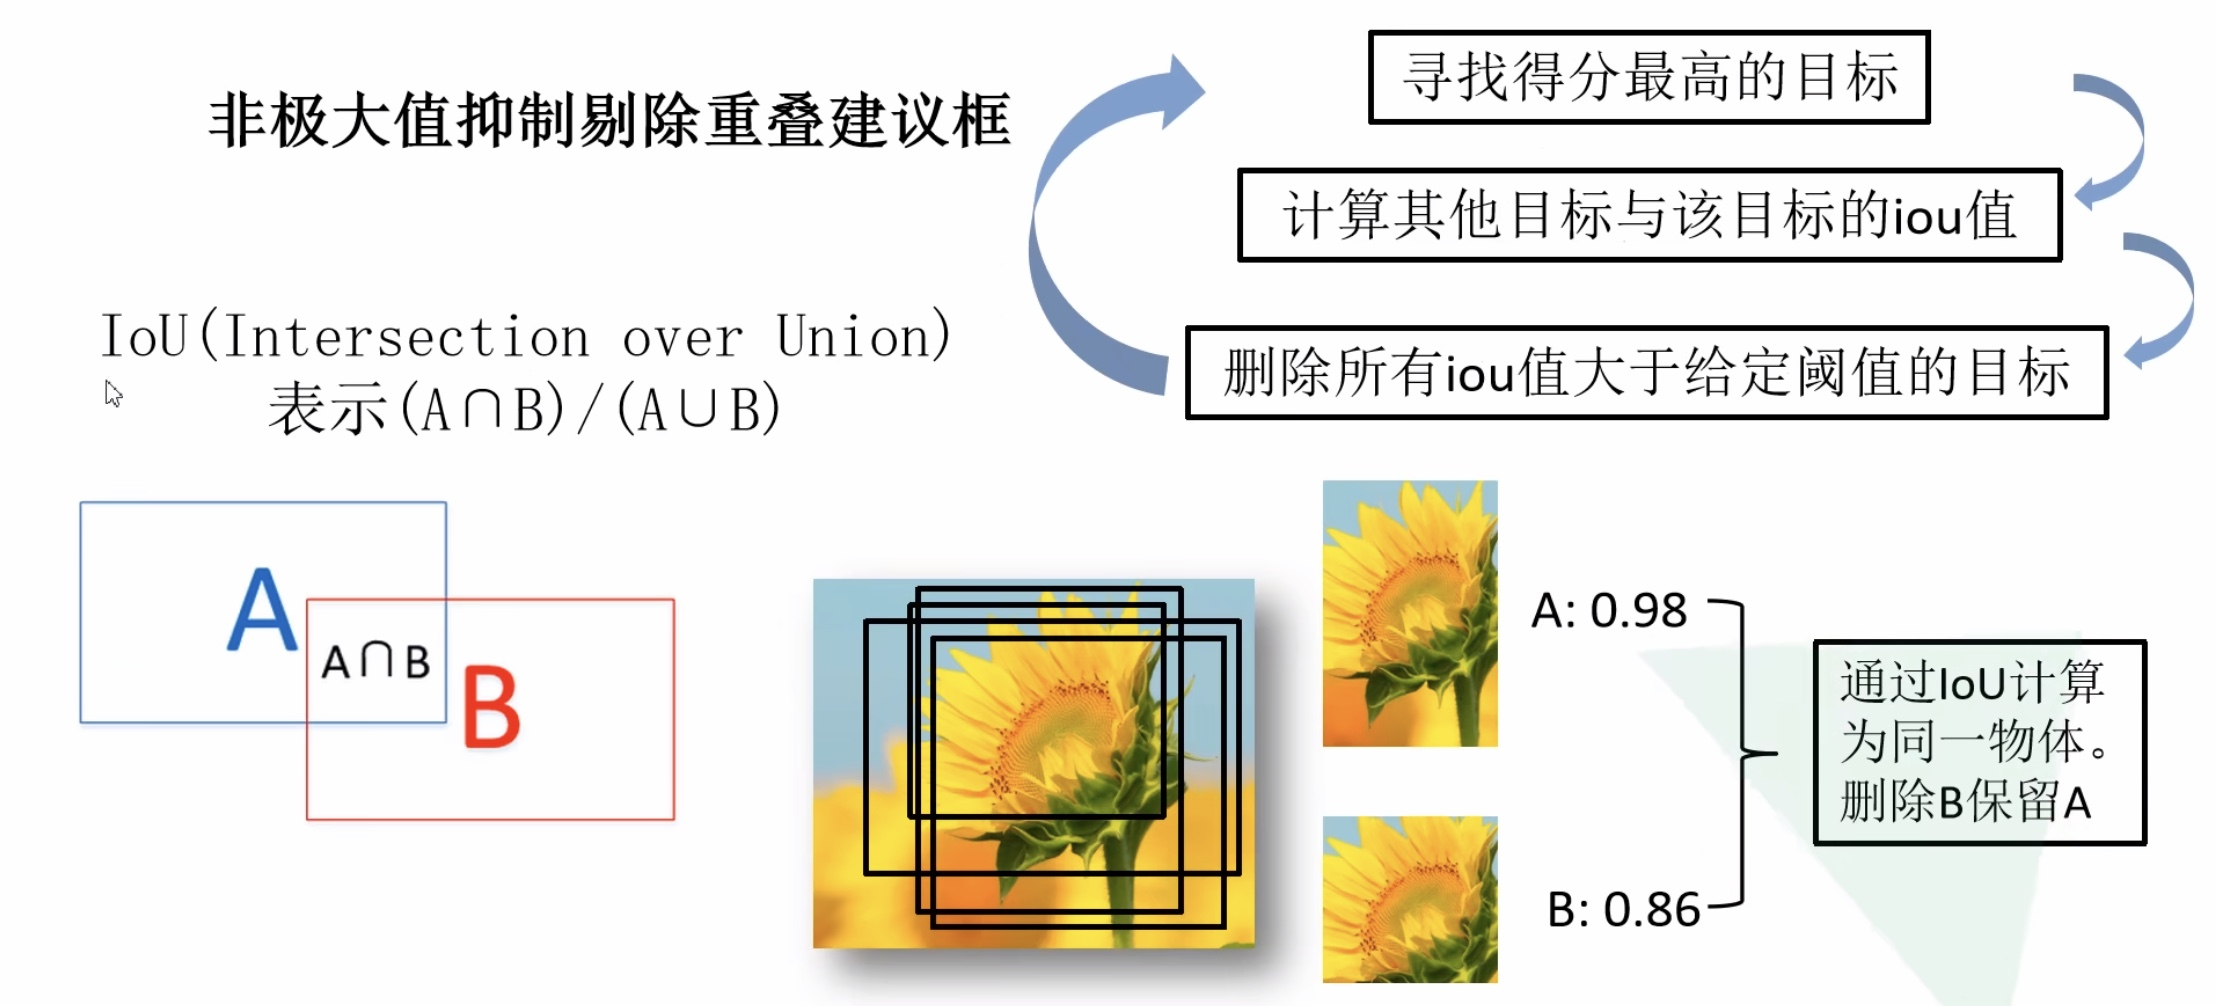 非极大值抑制剔除重叠建议框
寻找得分最高的目标
计算其他目标与该目标的iou值
删除所有iou值大于给定阈值的目标
IoU(Intersection over Union)
表示(A∩B)/(A∪B)
A
A∩B
B
A: 0.98
B: 0.86
通过IoU计算
为同一物体。
删除B保留A